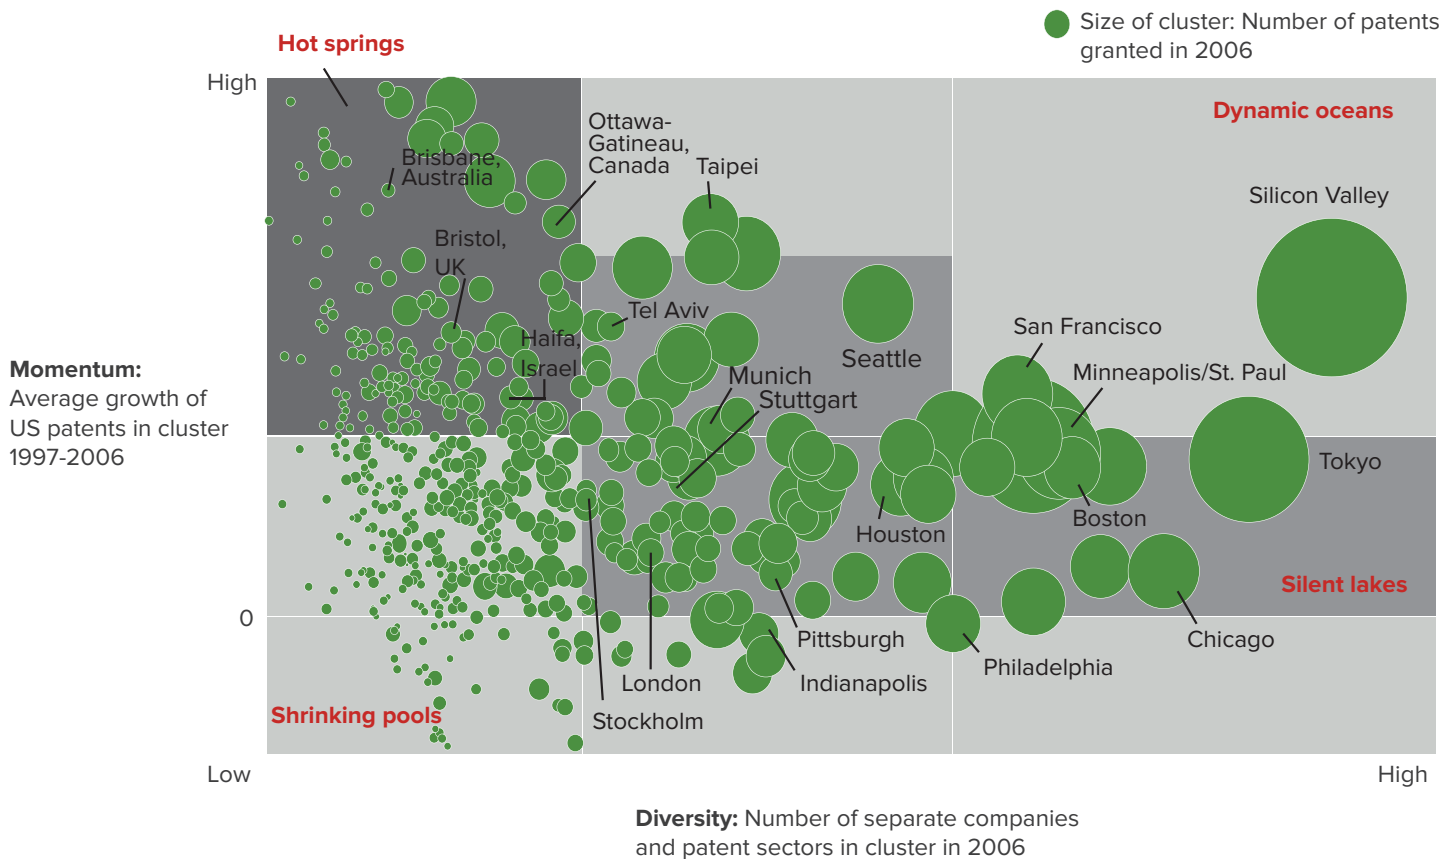 Size of cluster: Number of patents
granted in 2006
Hot springs
High
Dynamic oceans
Ottawa-
Gatineau,
Canada
Taipei
Brisbane,
Australia
Silicon Valley
Bristol,
UK
Tel Aviv
San Francisco
Haifa,
Israel
Seattle
Minneapolis/St. Paul
Munich
Stuttgart
Momentum:
Average growth of
US patents in cluster
1997-2006
Tokyo
Boston
Houston
Silent lakes
0
Pittsburgh
Chicago
Philadelphia
London
Indianapolis
Shrinking pools
Stockholm
Low
High
Diversity: Number of separate companies
and patent sectors in cluster in 2006